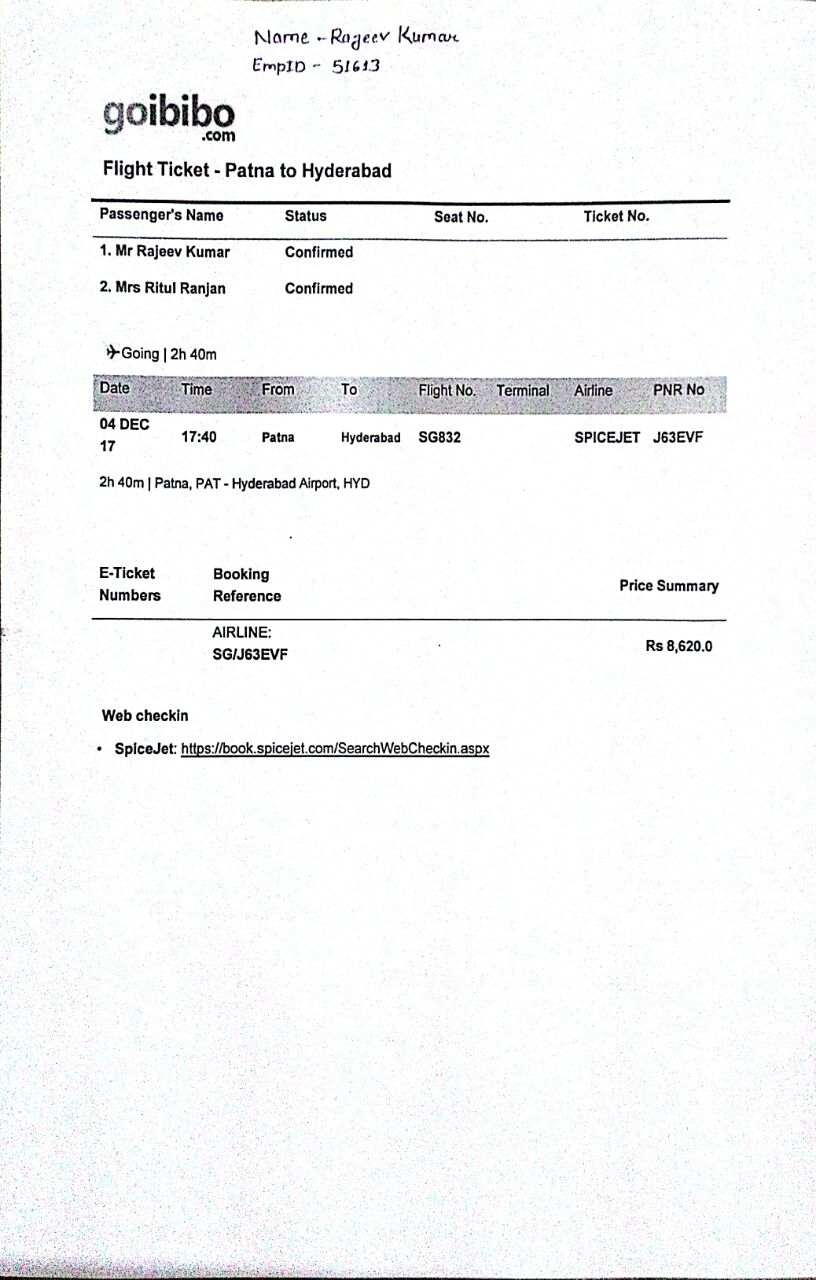 Name - Rajeev Kumar
EmpID - 51613
goibibo
.com
Flight Ticket - Patna to Hyderabad
Passenger's Name Status Seat No. Ticket No.
1. Mr Rajeev Kumar Confirmed
2. Mrs Ritul Ranjan Confirmed
Going | 2h 40m
Date Time From To Flight No. Terminal Airline PNR No
04 DEC
17 17:40 Patna Hyderabad SG832 SPICEJET J63EVF
2h 40m | Patna, PAT - Hyderabad Airport, HYD
E-Ticket Booking
Numbers Reference Price Summary
AIRLINE:
SG/J63EVF Rs 8,620.0
Web checkin
• SpiceJet: https://book.spicejet.com/SearchWebCheckin.aspx